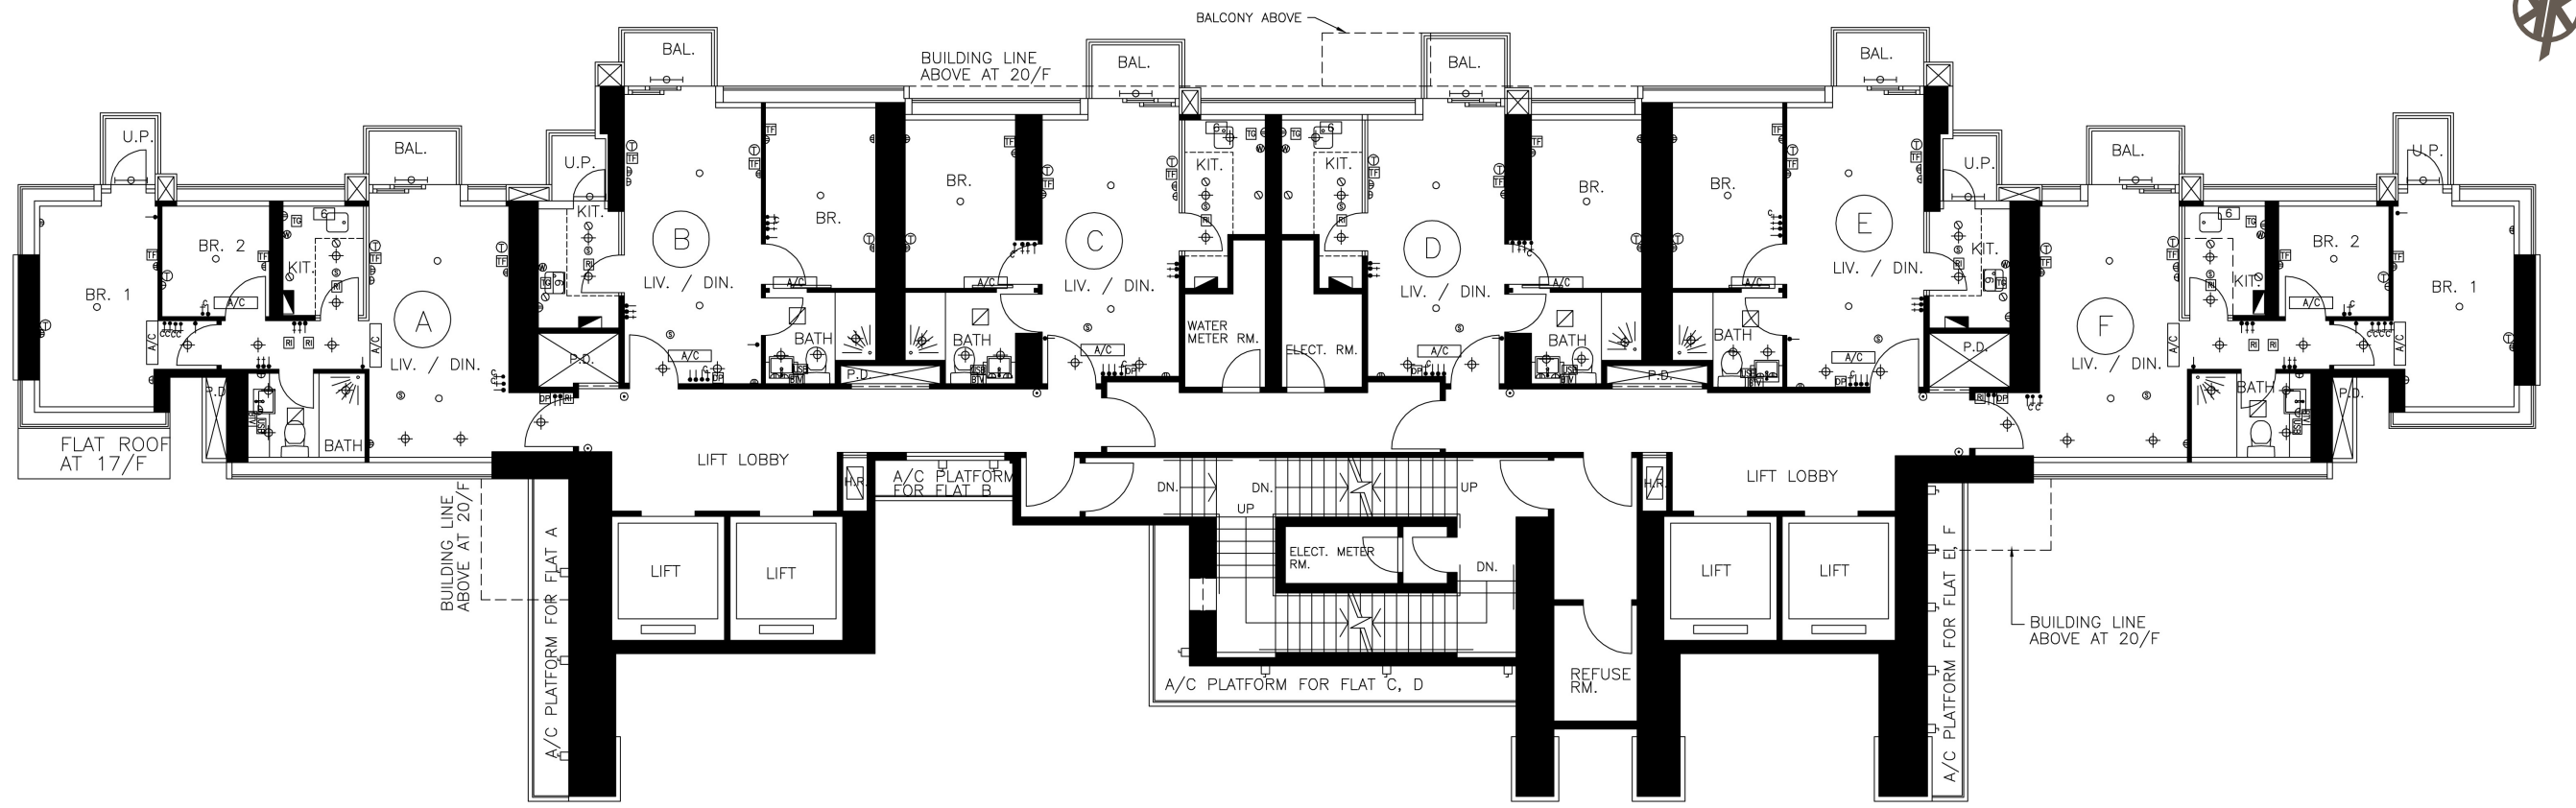 BALCONY ABOVE
BAL.
BUILDING LINE
ABOVE AT 20/F
BAL.
BAL.
BAL.
U.P.
BAL.
U.P.
U.P.
BAL.
U.P.
BR. 1
BR. 2
KIT.
A
LIV. / DIN.
BATH
P.D.
FLAT ROOF
AT 17/F
KIT.
P.D.
B
LIV. / DIN.
BR.
BATH
P.D.
BR.
BATH
C
LIV. / DIN.
KIT.
WATER
METER RM.
KIT.
ELECT. RM.
D
LIV. / DIN.
BR.
BATH
P.D.
BR.
BATH
E
LIV. / DIN.
KIT.
P.D.
F
LIV. / DIN.
KIT.
BR. 2
BR. 1
BATH
P.D.
A/C
A/C
A/C
A/C
A/C
A/C
A/C
A/C
A/C
A/C
A/C
A/C
A/C
A/C
LIFT LOBBY
H.R.
A/C PLATFORM
FOR FLAT B
DN.
DN.
UP
UP
H.R.
LIFT LOBBY
BUILDING LINE
ABOVE AT 20/F
A/C PLATFORM FOR FLAT A
LIFT
LIFT
ELECT. METER
RM.
DN.
LIFT
LIFT
A/C PLATFORM FOR FLAT E, F
BUILDING LINE
ABOVE AT 20/F
A/C PLATFORM FOR FLAT C, D
REFUSE
RM.